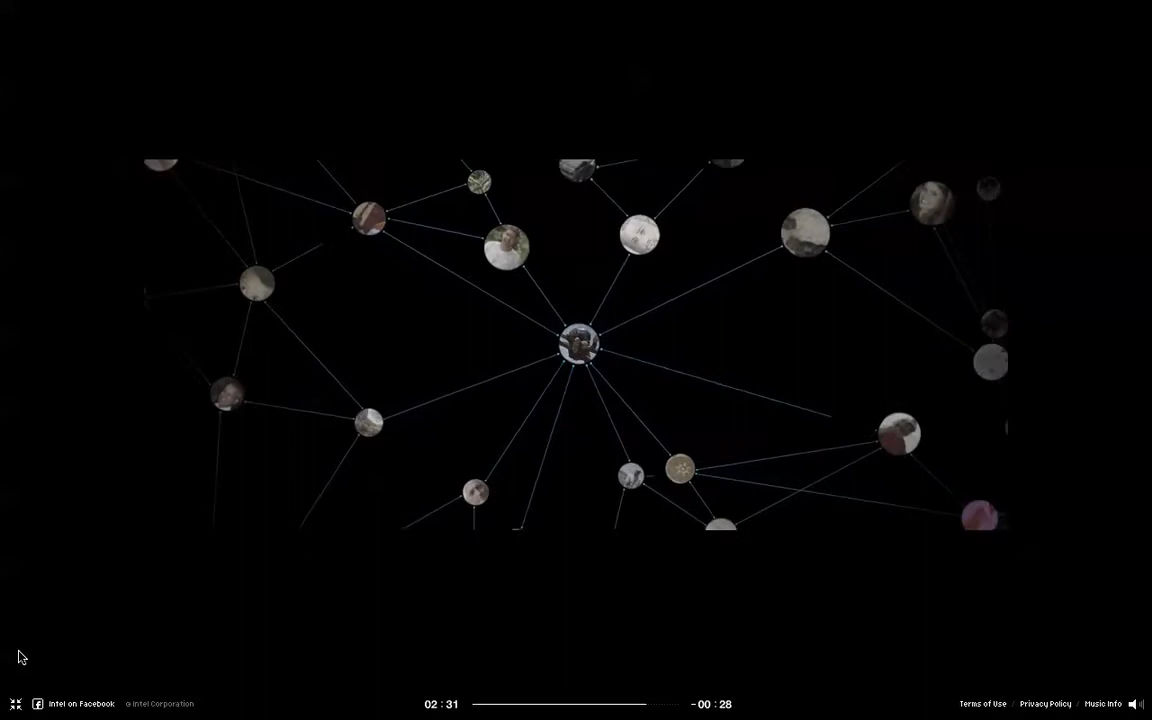 Intel on Facebook © Intel Corporation 02 : 31 -00 : 28 Terms of Use / Privacy Policy / Music Info